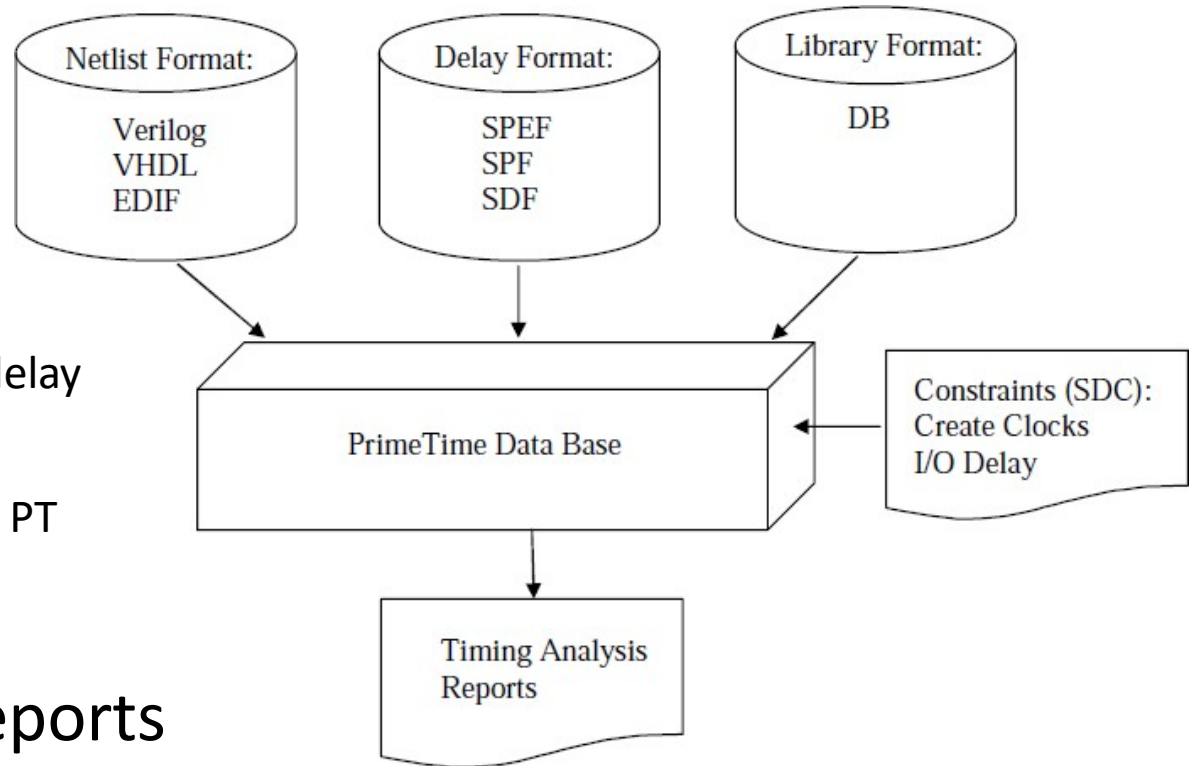 Netlist Format:
Verilog
VHDL
EDIF
Delay Format:
SPEF
SPF
SDF
Library Format:
DB
delay
PT
eports
PrimeTime Data Base
Constraints (SDC):
Create Clocks
I/O Delay
Timing Analysis
Reports